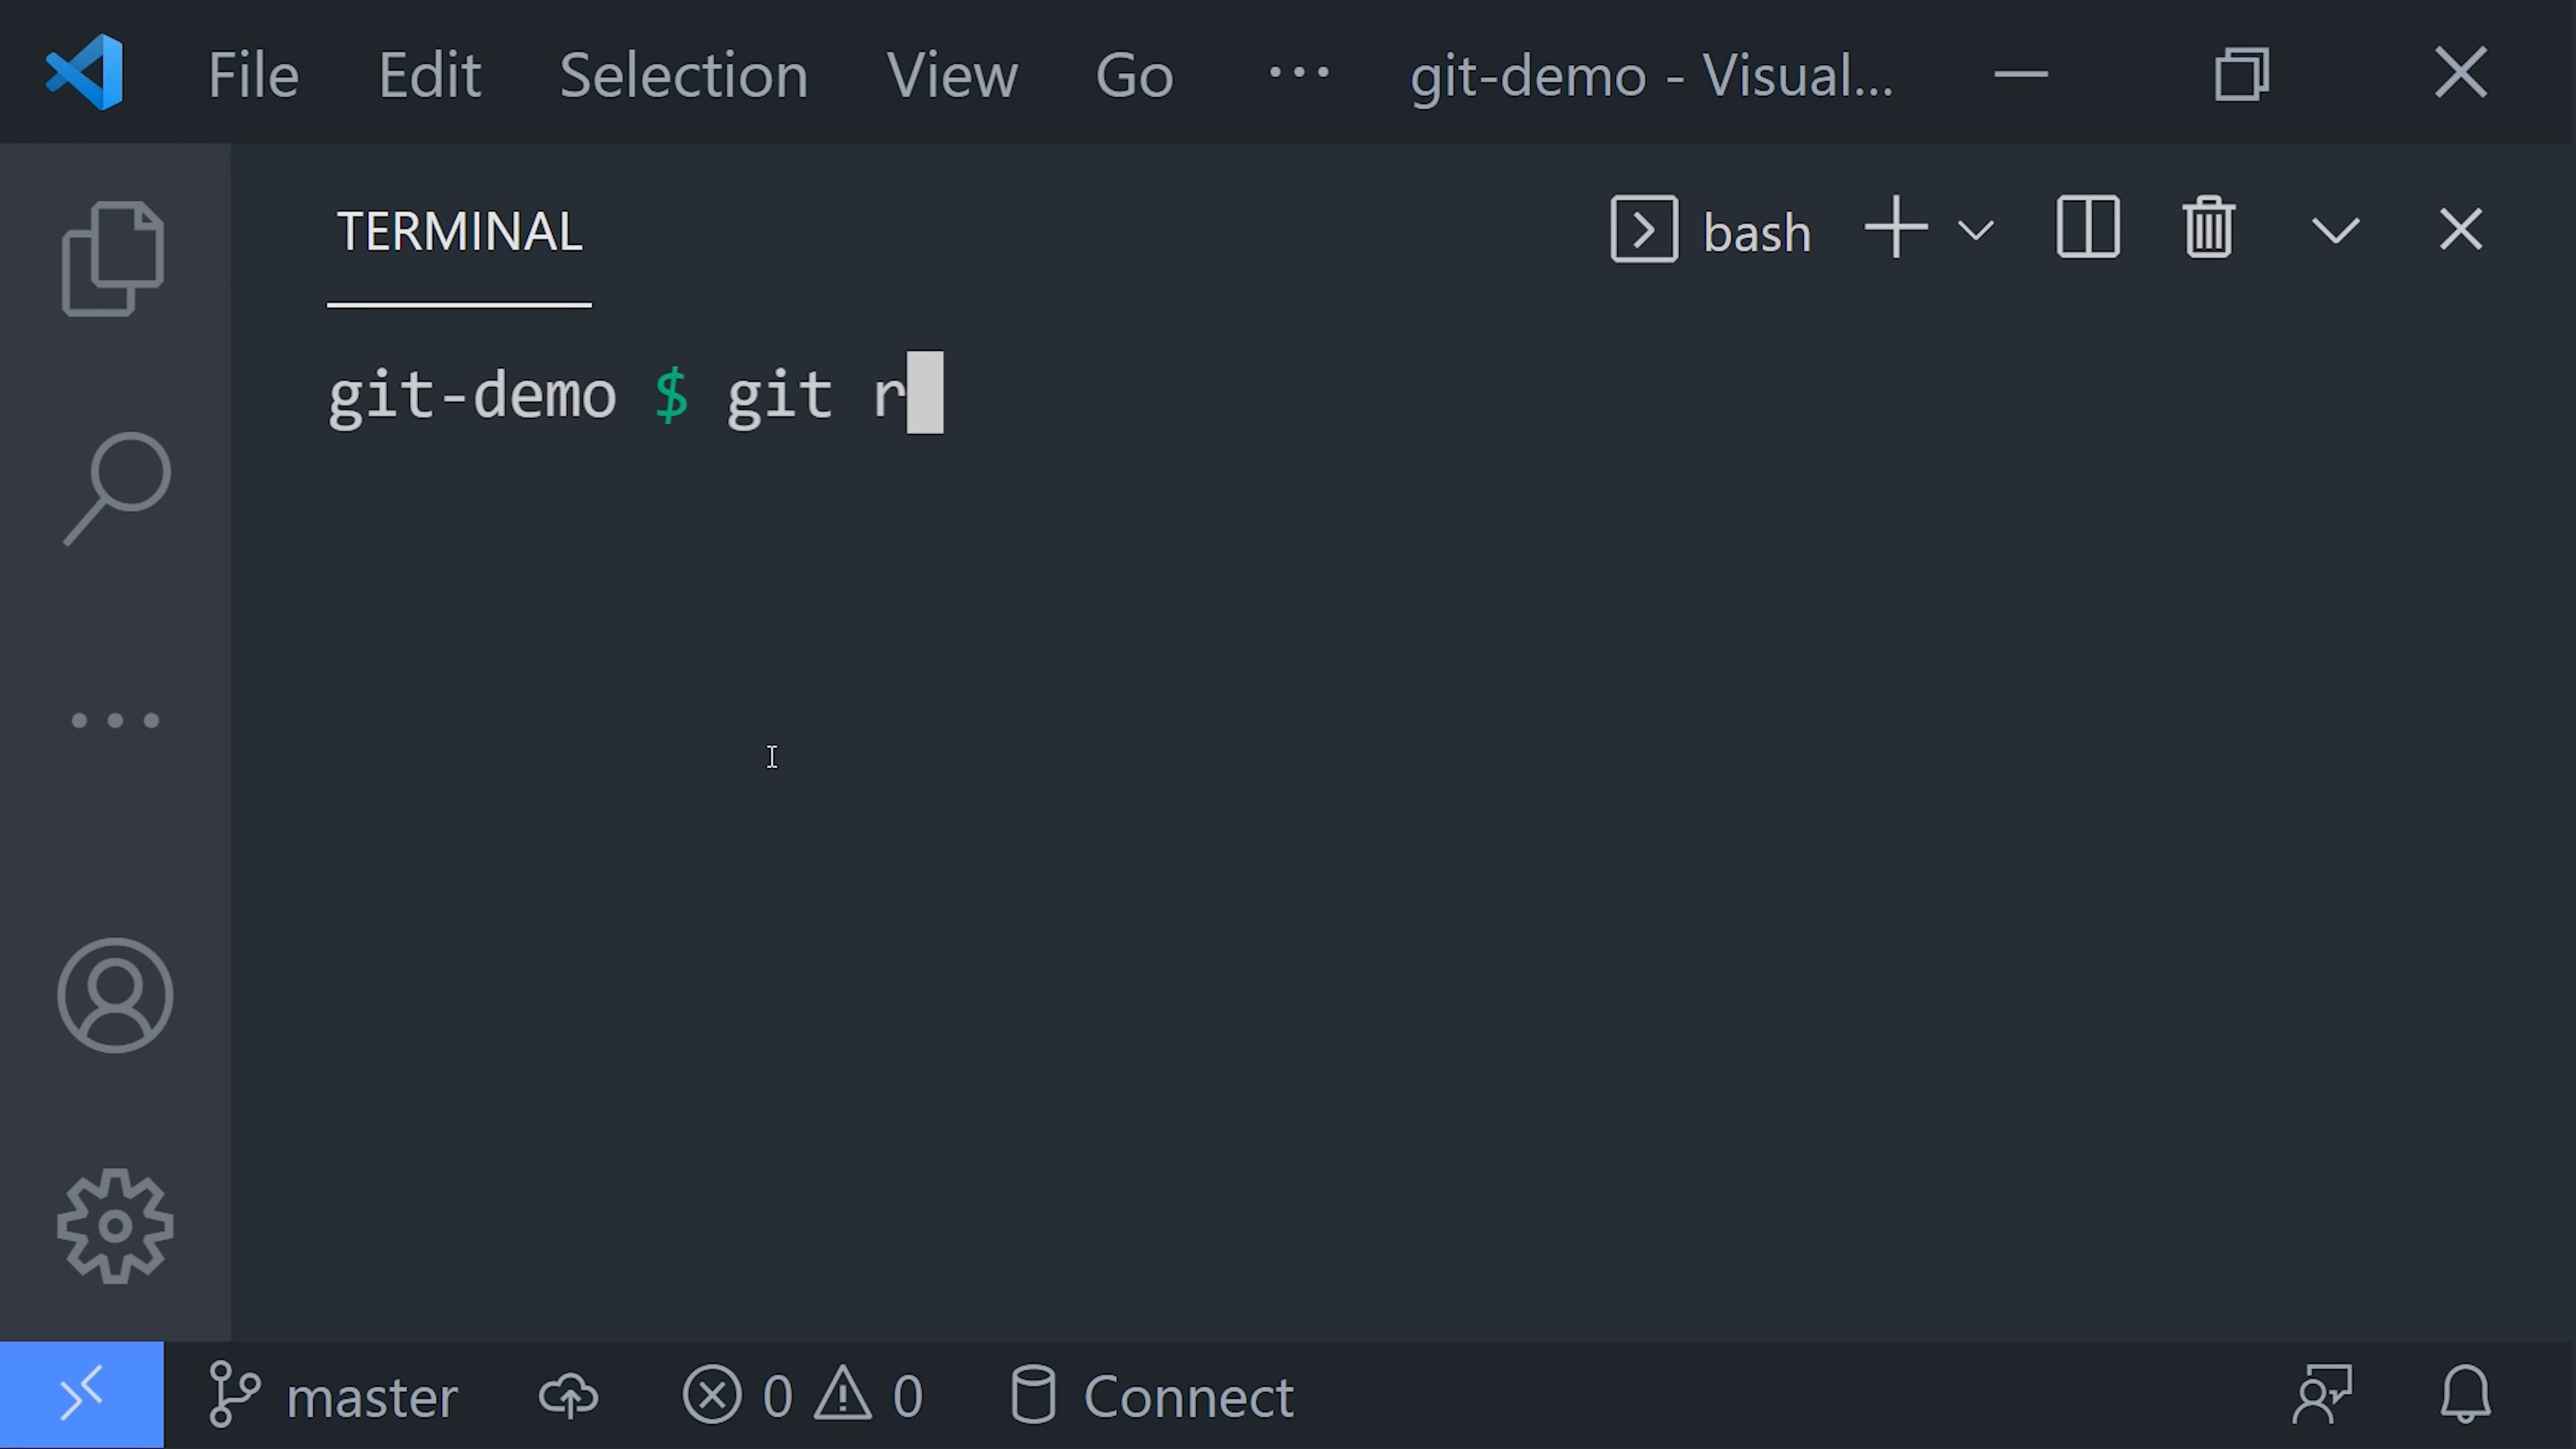 File Edit Selection View Go ··· git-demo - Visual...
TERMINAL
bash
git-demo $ git r
master 0 0 Connect